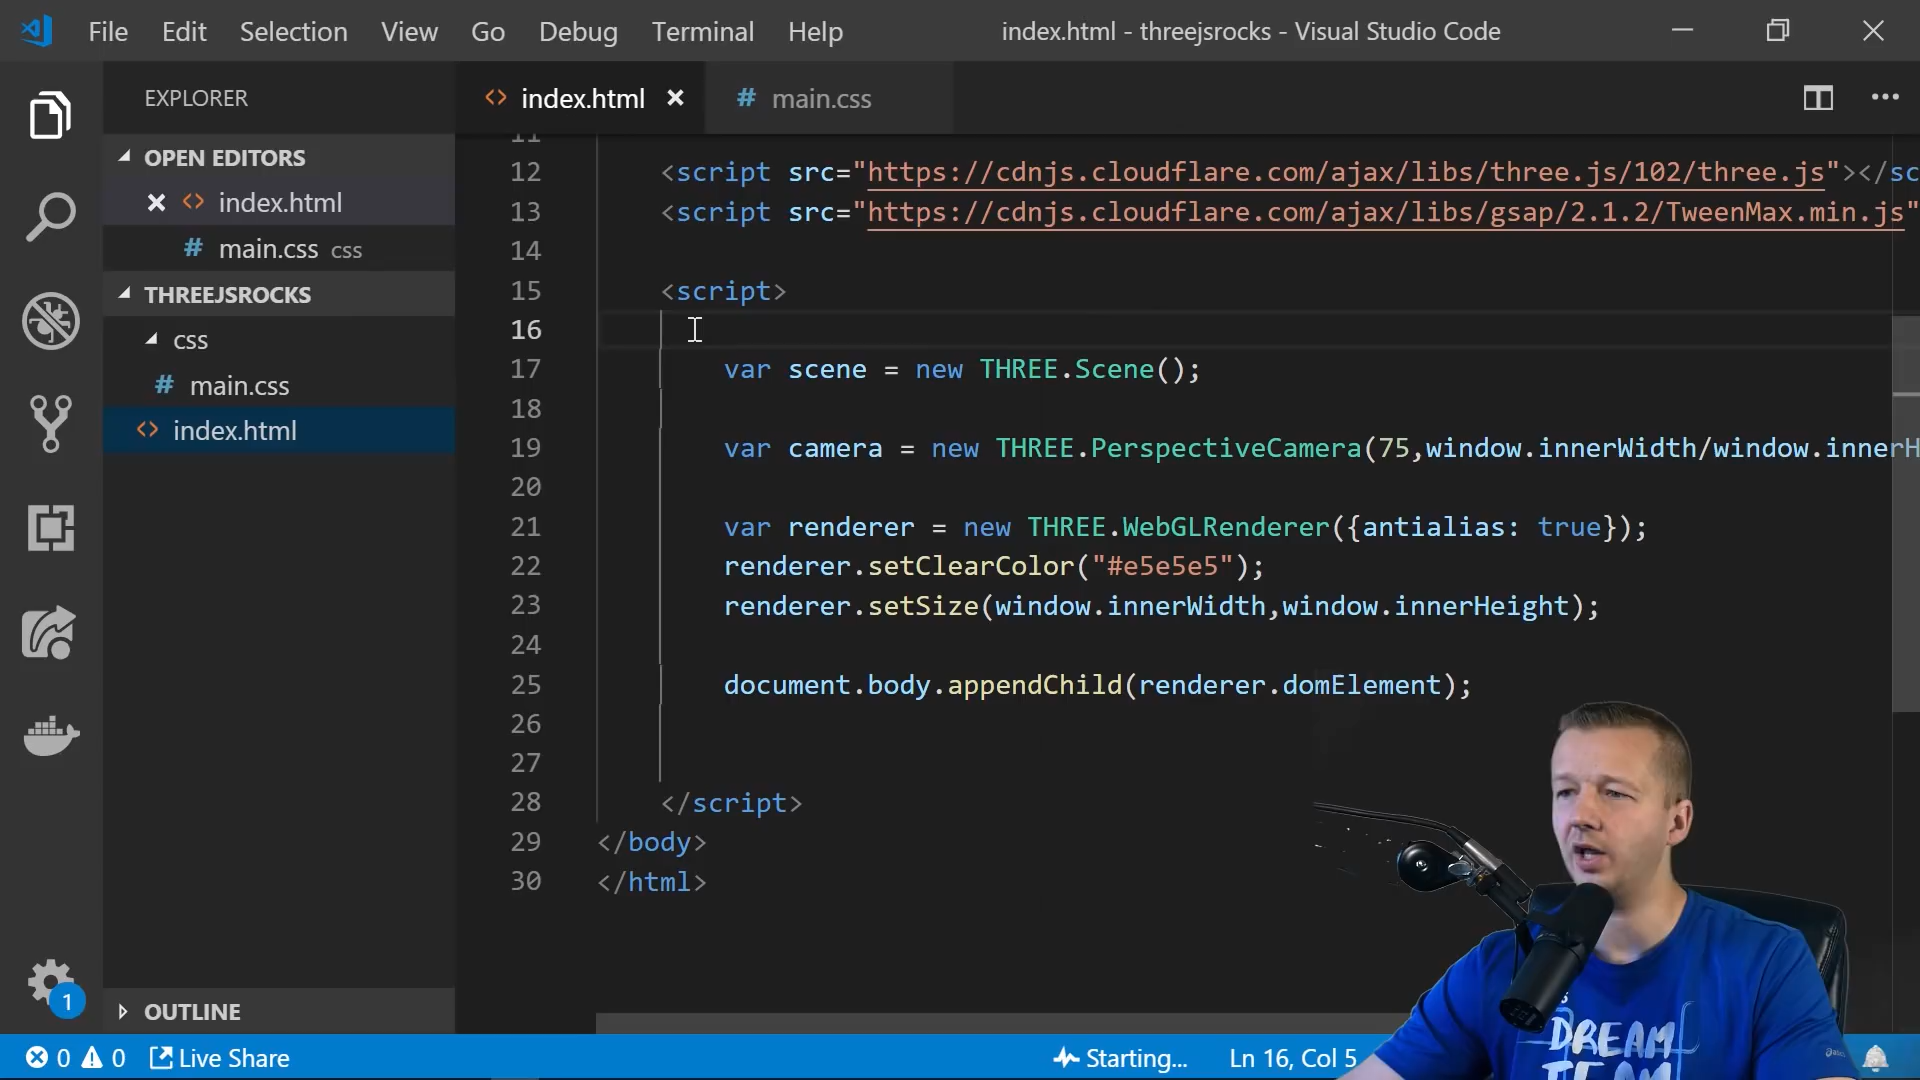 File Edit Selection View Go Debug Terminal Help index.html - threejsrocks - Visual Studio Code
EXPLORER
index.html
# main.css
OPEN EDITORS
index.html
# main.css css
THREEJSROCKS
css
# main.css
index.html
OUTLINE
11
12 <script src="https://cdnjs.cloudflare.com/ajax/libs/three.js/102/three.js"></sc
13 <script src="https://cdnjs.cloudflare.com/ajax/libs/gsap/2.1.2/TweenMax.min.js"
14
15 <script>
16
17 var scene = new THREE.Scene();
18
19 var camera = new THREE.PerspectiveCamera(75,window.innerWidth/window.innerH
20
21 var renderer = new THREE.WebGLRenderer({antialias: true});
22 renderer.setClearColor("#e5e5e5");
23 renderer.setSize(window.innerWidth,window.innerHeight);
24
25 document.body.appendChild(renderer.domElement);
26
27
28 </script>
29 </body>
30 </html>
1
0 0 Live Share Starting... Ln 16, Col 5
DREAM
TEAM
asics